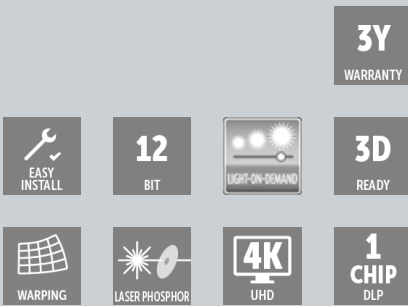 3Y
WARRANTY
EASY
INSTALL
12
BIT
LIGHT-ON-DEMAND
3D
READY
WARPING
LASER PHOSPHOR
4K
UHD
1
CHIP
DLP